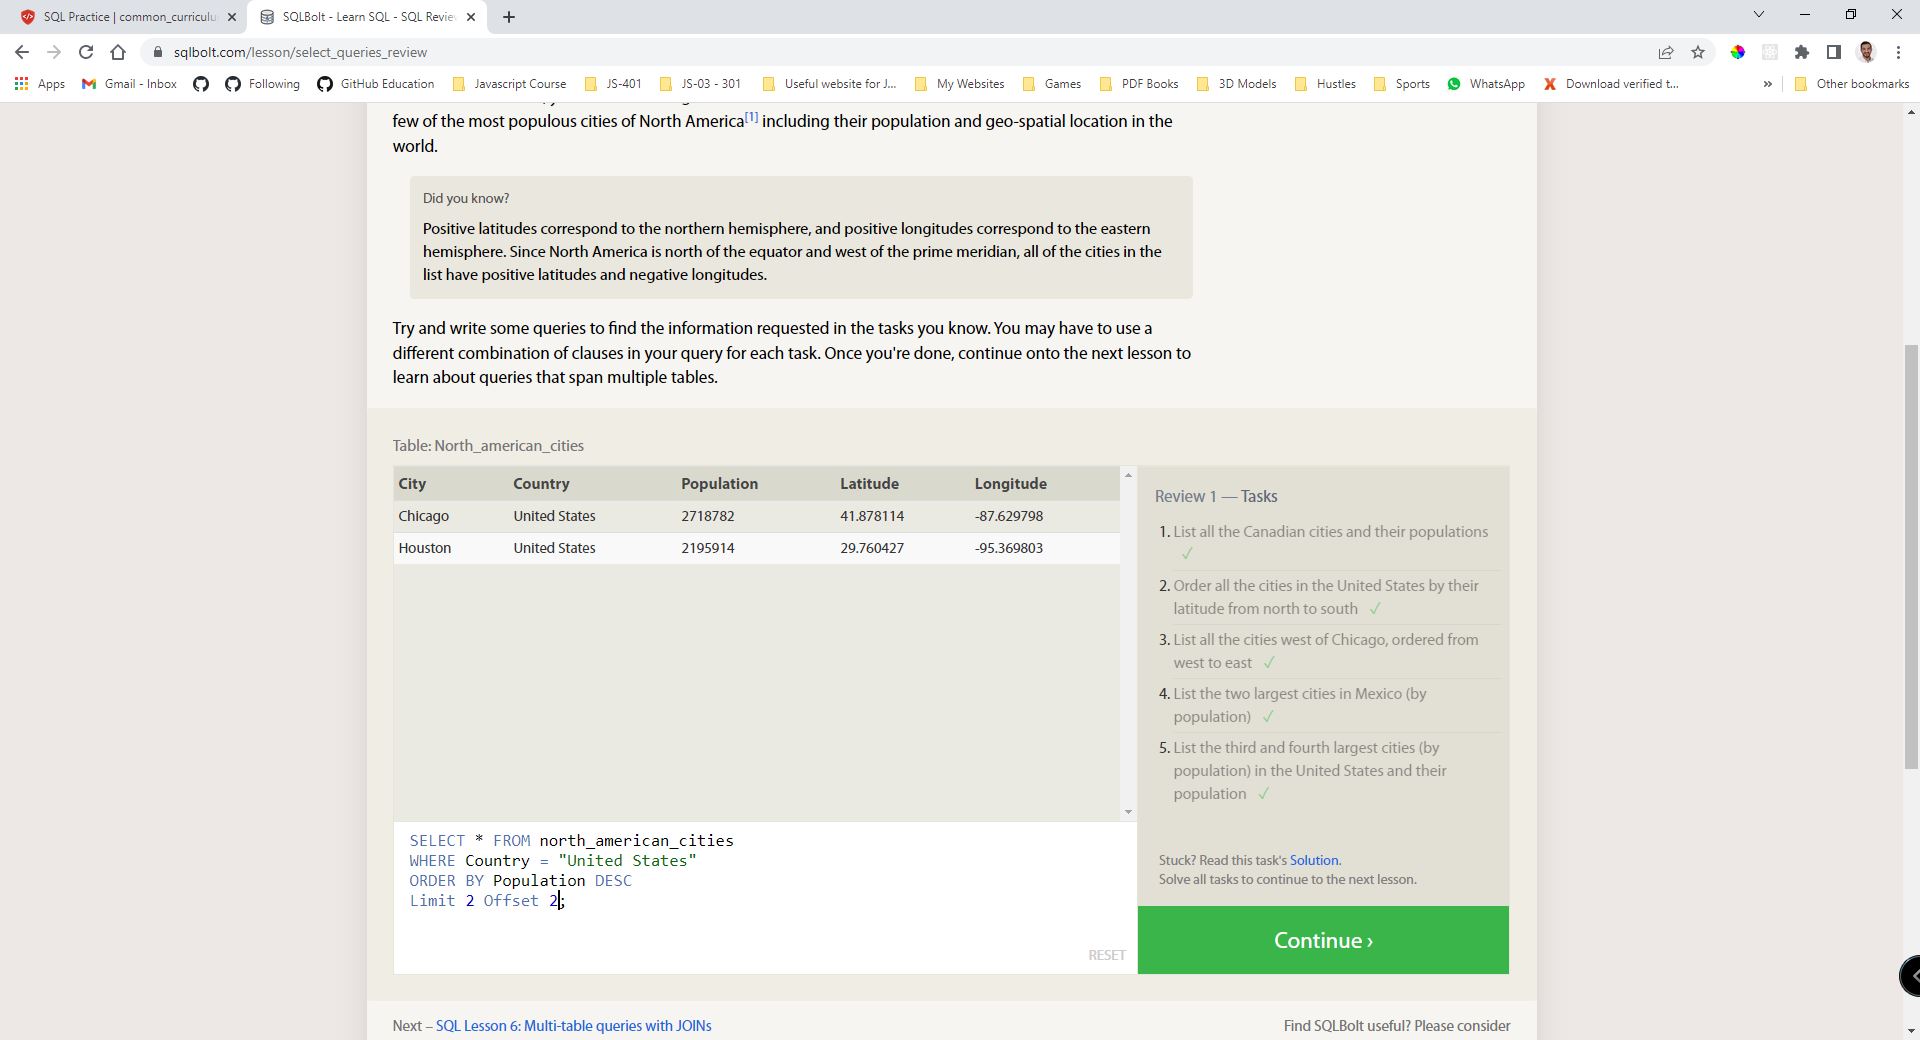 SQL Practice | common_curriculu
SQLBolt - Learn SQL - SQL Review
sqlbolt.com/lesson/select_queries_review
Apps
Gmail - Inbox
Following
GitHub Education
Javascript Course
JS-401
JS-03 - 301
Useful website for J...
My Websites
Games
PDF Books
3D Models
Hustles
Sports
WhatsApp
Download verified t...
»
Other bookmarks
few of the most populous cities of North America[1] including their population and geo-spatial location in the
world.
Did you know?
Positive latitudes correspond to the northern hemisphere, and positive longitudes correspond to the eastern
hemisphere. Since North America is north of the equator and west of the prime meridian, all of the cities in the
list have positive latitudes and negative longitudes.
Try and write some queries to find the information requested in the tasks you know. You may have to use a
different combination of clauses in your query for each task. Once you're done, continue onto the next lesson to
learn about queries that span multiple tables.
Table: North_american_cities
City Country Population Latitude Longitude
Chicago United States 2718782 41.878114 -87.629798
Houston United States 2195914 29.760427 -95.369803
SELECT * FROM north_american_cities
WHERE Country = "United States"
ORDER BY Population DESC
Limit 2 Offset 2;
RESET
Review 1 — Tasks
1. List all the Canadian cities and their populations
✓
2. Order all the cities in the United States by their
latitude from north to south ✓
3. List all the cities west of Chicago, ordered from
west to east ✓
4. List the two largest cities in Mexico (by
population) ✓
5. List the third and fourth largest cities (by
population) in the United States and their
population ✓
Stuck? Read this task's Solution.
Solve all tasks to continue to the next lesson.
Continue ›
Next – SQL Lesson 6: Multi-table queries with JOINs
Find SQLBolt useful? Please consider